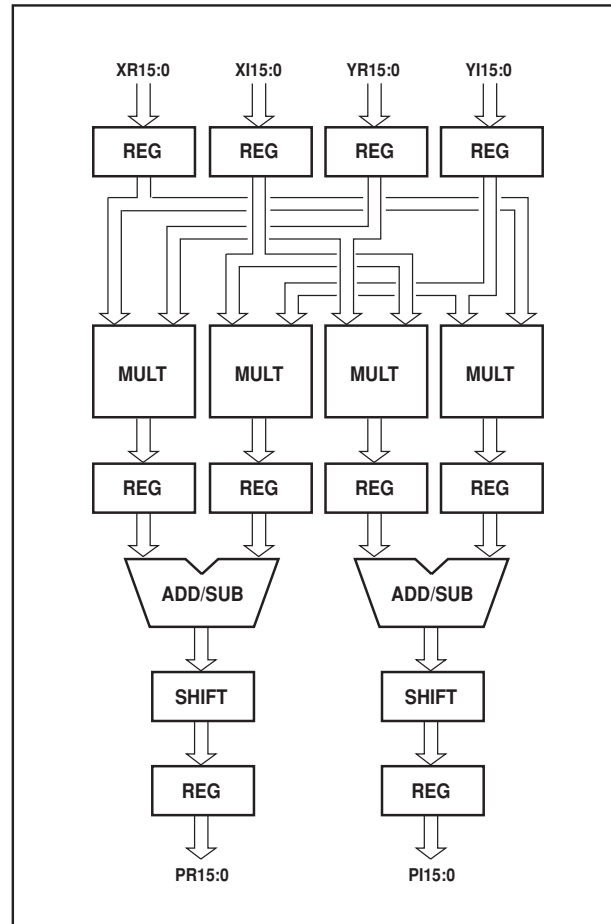 XR15:0 XI15:0 YR15:0 YI15:0
REG REG REG REG
MULT MULT MULT MULT
REG REG REG REG
ADD/SUB ADD/SUB
SHIFT SHIFT
REG REG
PR15:0 PI15:0